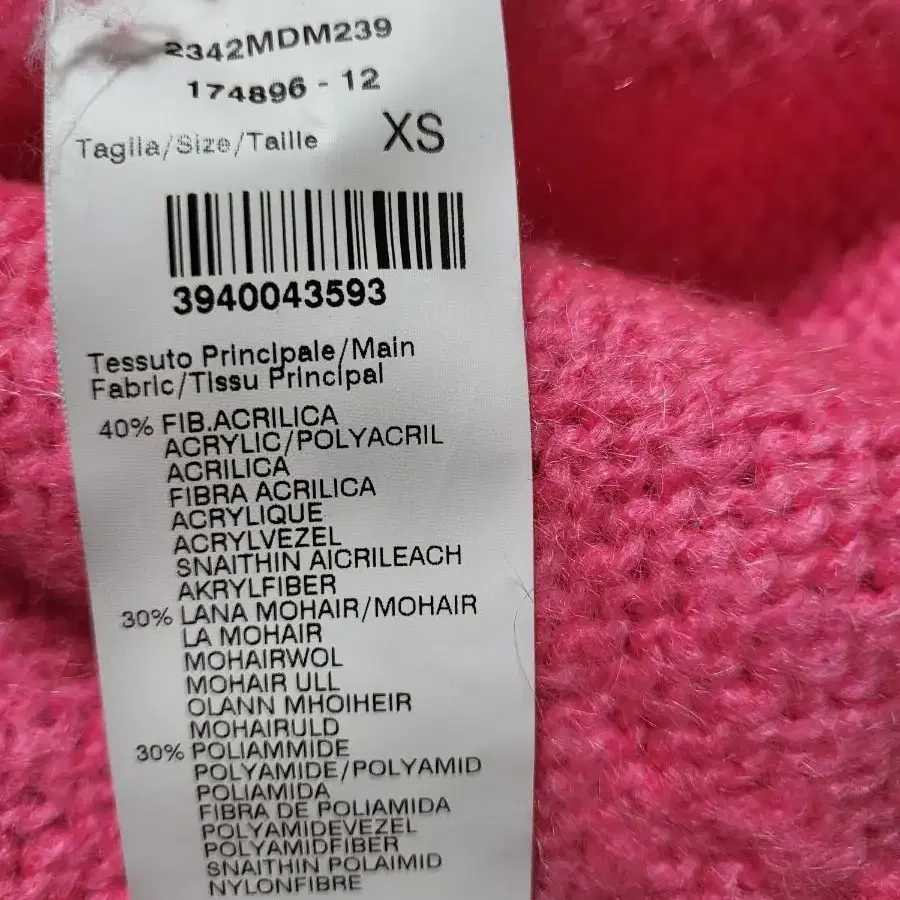 2342MDM239
174896 - 12
Taglia/Size/Taille XS
3940043593
Tessuto Principale/Main
Fabric/Tissu Principal
40% FIB.ACRILICA
ACRYLIC/POLYACRIL
ACRILICA
FIBRA ACRILICA
ACRYLIQUE
ACRYLVEZEL
SNAITHIN AICRILEACH
AKRYLFIBER
30% LANA MOHAIR/MOHAIR
LA MOHAIR
MOHAIRWOL
MOHAIR ULL
OLANN MHOIHEIR
MOHAIRULD
30% POLIAMMIDE
POLYAMIDE/POLYAMID
POLIAMIDA
FIBRA DE POLIAMIDA
POLYAMIDEVEZEL
POLYAMIDFIBER
SNAITHIN POLAIMID
NYLONFIBRE